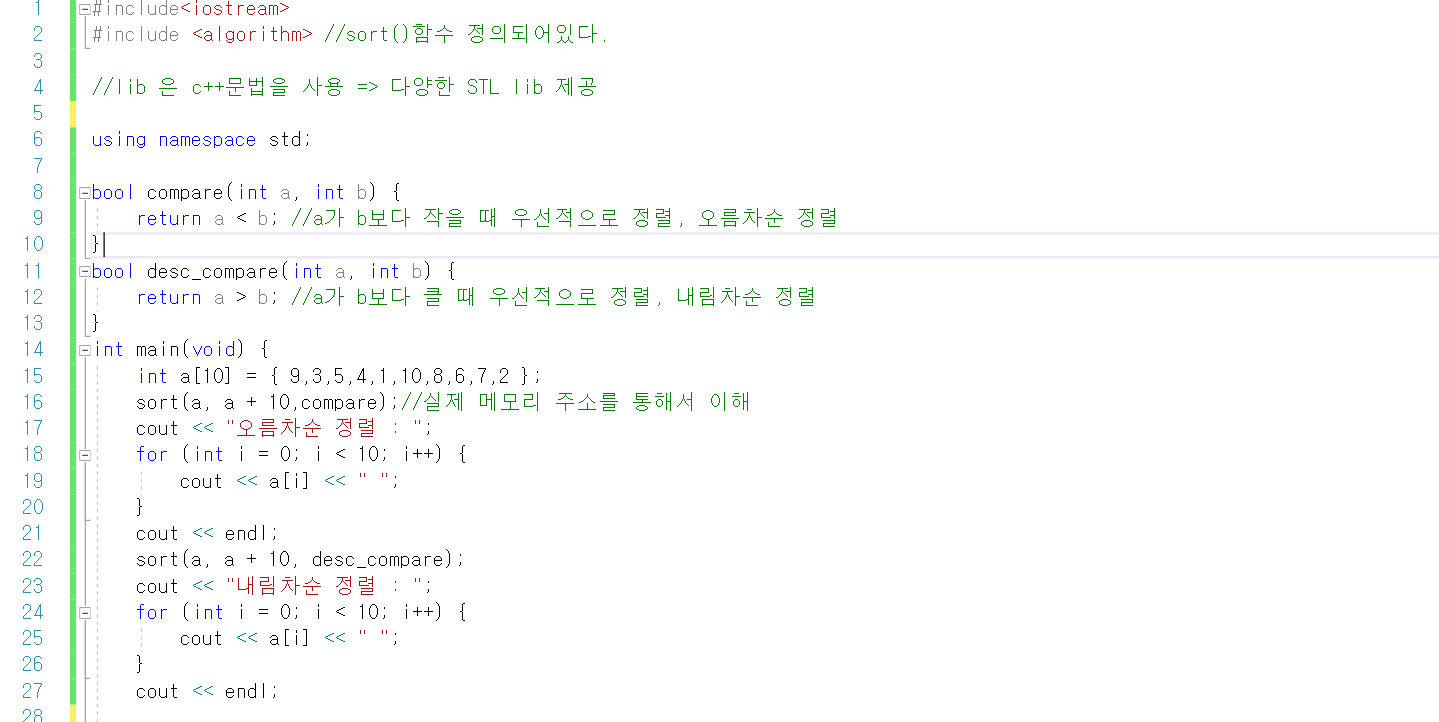 1 #include<iostream>
2 #include <algorithm> //sort()함수 정의되어있다.
3
4 //lib 은 c++문법을 사용 => 다양한 STL lib 제공
5
6 using namespace std;
7
8 bool compare(int a, int b) {
9 return a < b; //a가 b보다 작을 때 우선적으로 정렬, 오름차순 정렬
10 }
11 bool desc_compare(int a, int b) {
12 return a > b; //a가 b보다 클 때 우선적으로 정렬, 내림차순 정렬
13 }
14 int main(void) {
15 int a[10] = { 9,3,5,4,1,10,8,6,7,2 };
16 sort(a, a + 10,compare);//실제 메모리 주소를 통해서 이해
17 cout << "오름차순 정렬 : ";
18 for (int i = 0; i < 10; i++) {
19 cout << a[i] << " ";
20 }
21 cout << endl;
22 sort(a, a + 10, desc_compare);
23 cout << "내림차순 정렬 : ";
24 for (int i = 0; i < 10; i++) {
25 cout << a[i] << " ";
26 }
27 cout << endl;
28